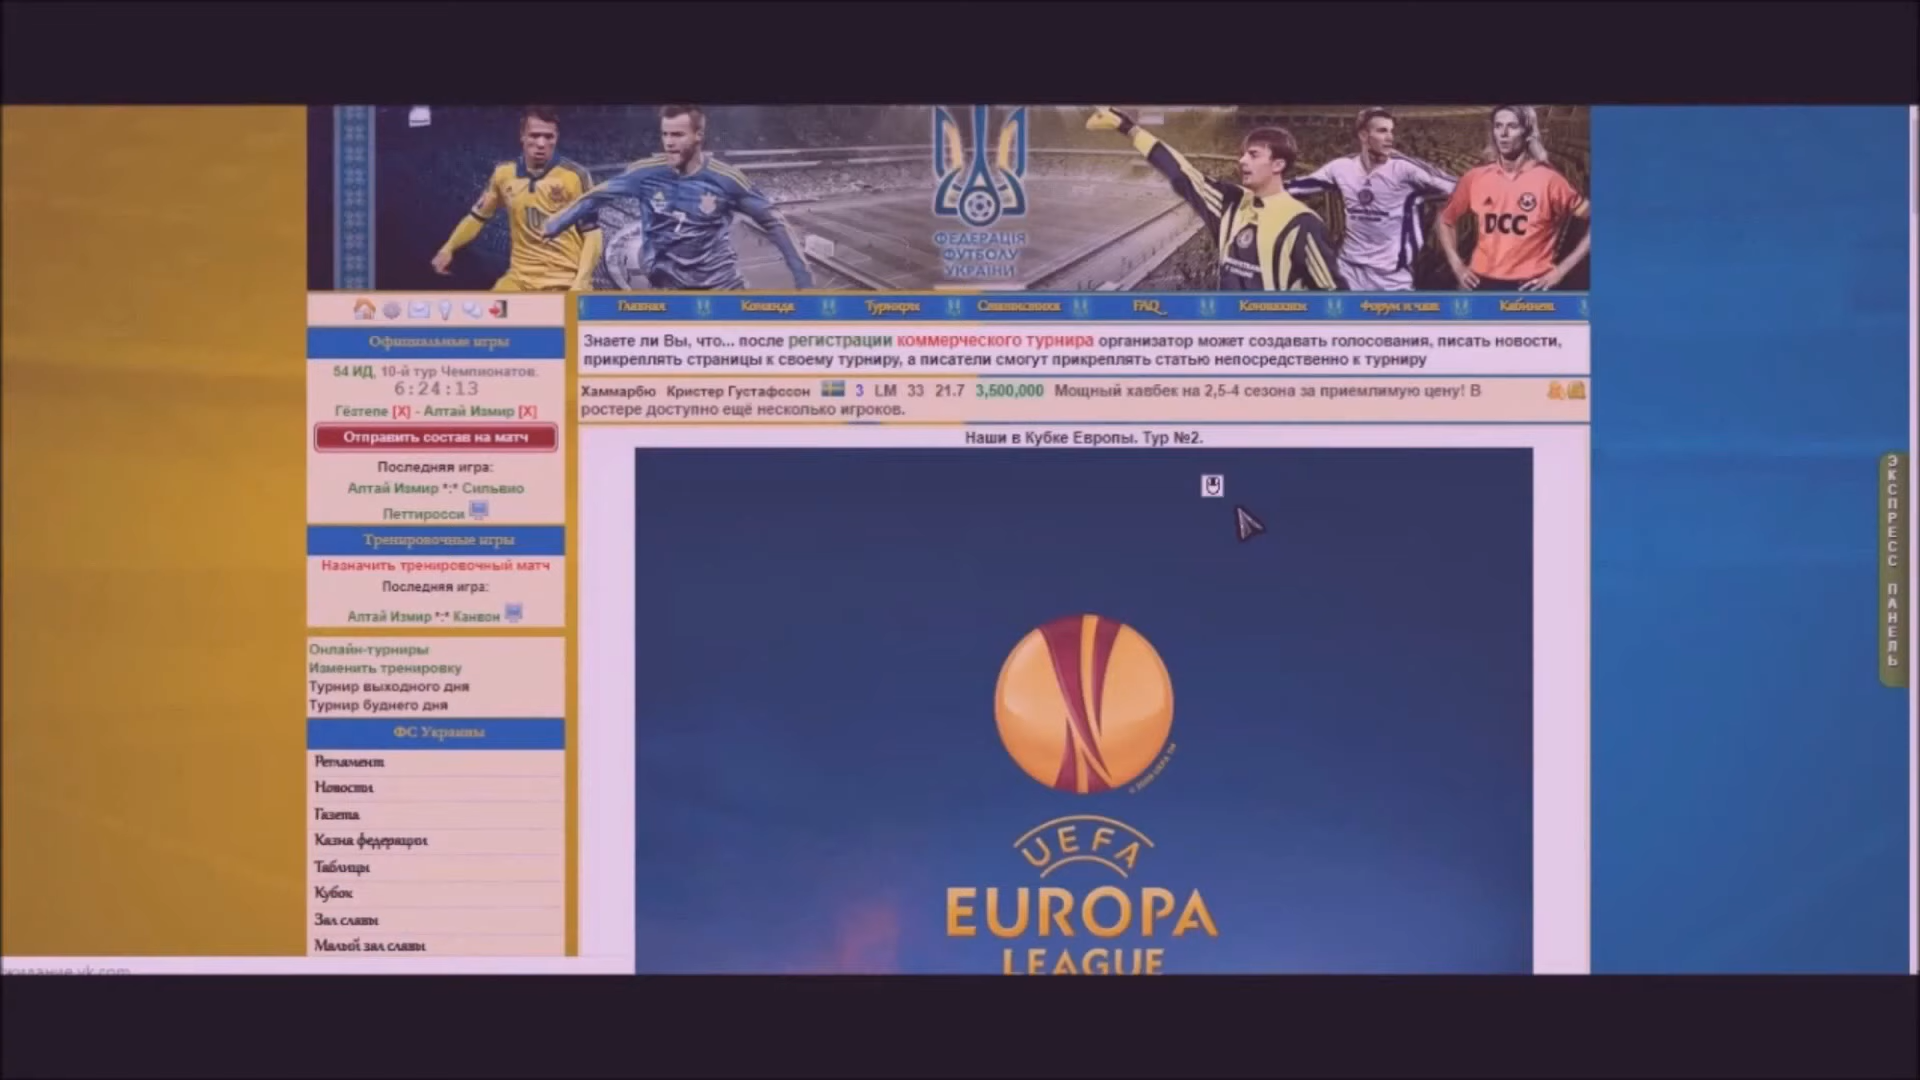 ФЕДЕРАЦІЯ
ФУТБОЛУ
УКРАЇНИ
10
7
DCC
Главная
Команда
Турниры
Статистика
FAQ
Форум и чат
Кабинет
Официальные игры
54 ИД, 10-й тур Чемпионатов.
6:24:13
Гёзтепе [X] - Алтай Измир [X]
Отправить состав на матч
Последняя игра:
Алтай Измир *:* Сильвио
Петтиросси
Тренировочные игры
Назначить тренировочный матч
Последняя игра:
Алтай Измир *:* Канвон
Онлайн-турниры
Изменить тренировку
Турнир выходного дня
Турнир буднего дня
ФС Украины
Регламент
Новости
Газета
Казна федерации
Таблицы
Кубок
Зал славы
Малый зал славы
Знаете ли Вы, что... после регистрации коммерческого турнира организатор может создавать голосования, писать новости,
прикреплять страницы к своему турниру, а писатели смогут прикреплять статью непосредственно к турниру
Хаммарбю Кристер Густафссон 3 LM 33 21.7 3,500,000 Мощный хавбек на 2,5-4 сезона за приемлимую цену! В
ростере доступно ещё несколько игроков.
Наши в Кубке Европы. Тур №2.
UEFA
EUROPA
LEAGUE
ЭКСПРЕСС ПАНЕЛЬ